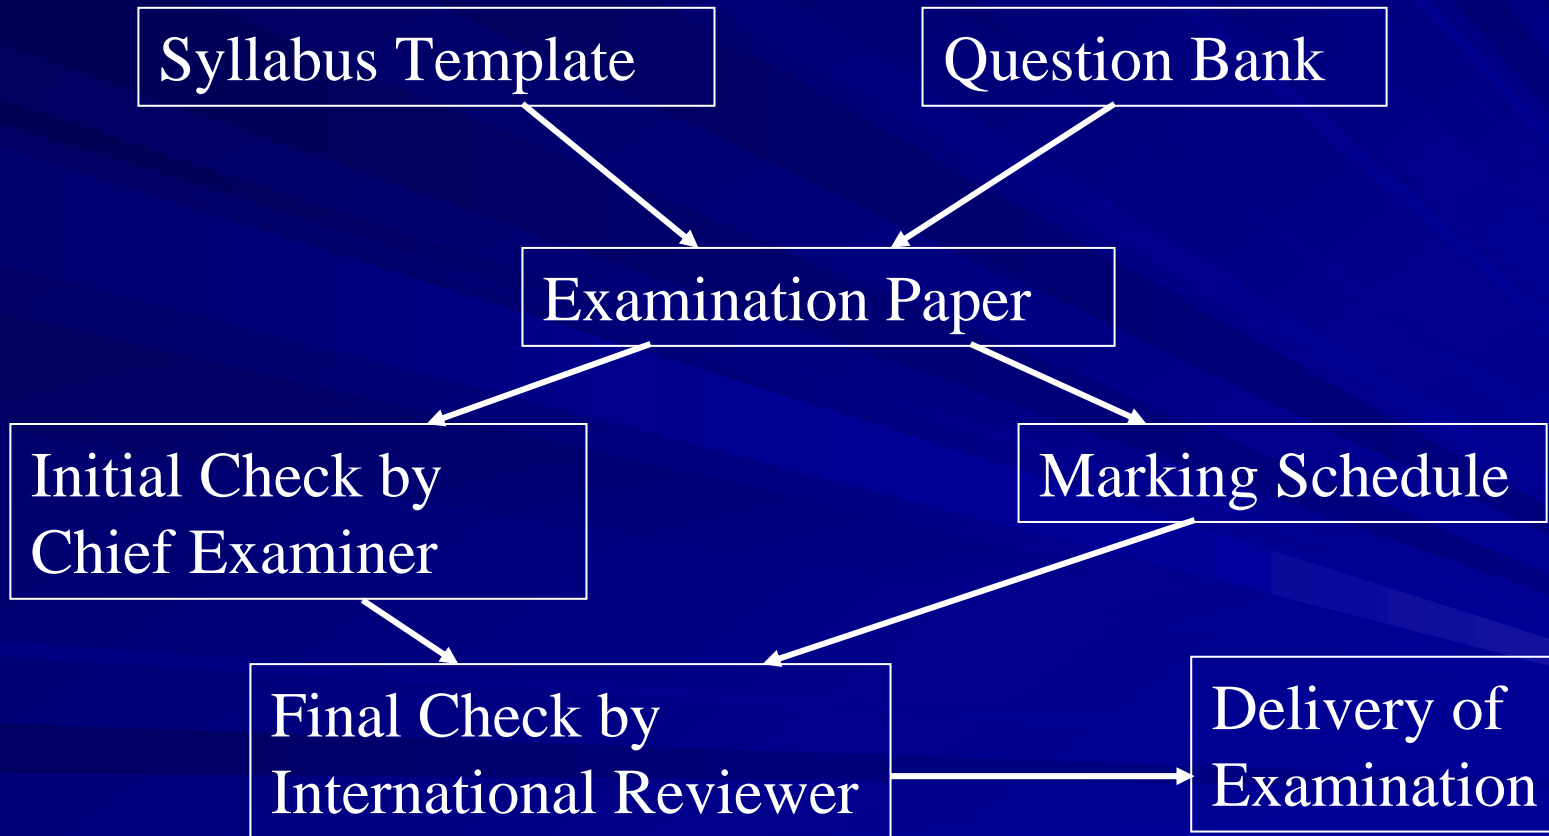 Syllabus Template
Question Bank
Examination Paper
Initial Check by
Chief Examiner
Marking Schedule
Final Check by
International Reviewer
Delivery of
Examination